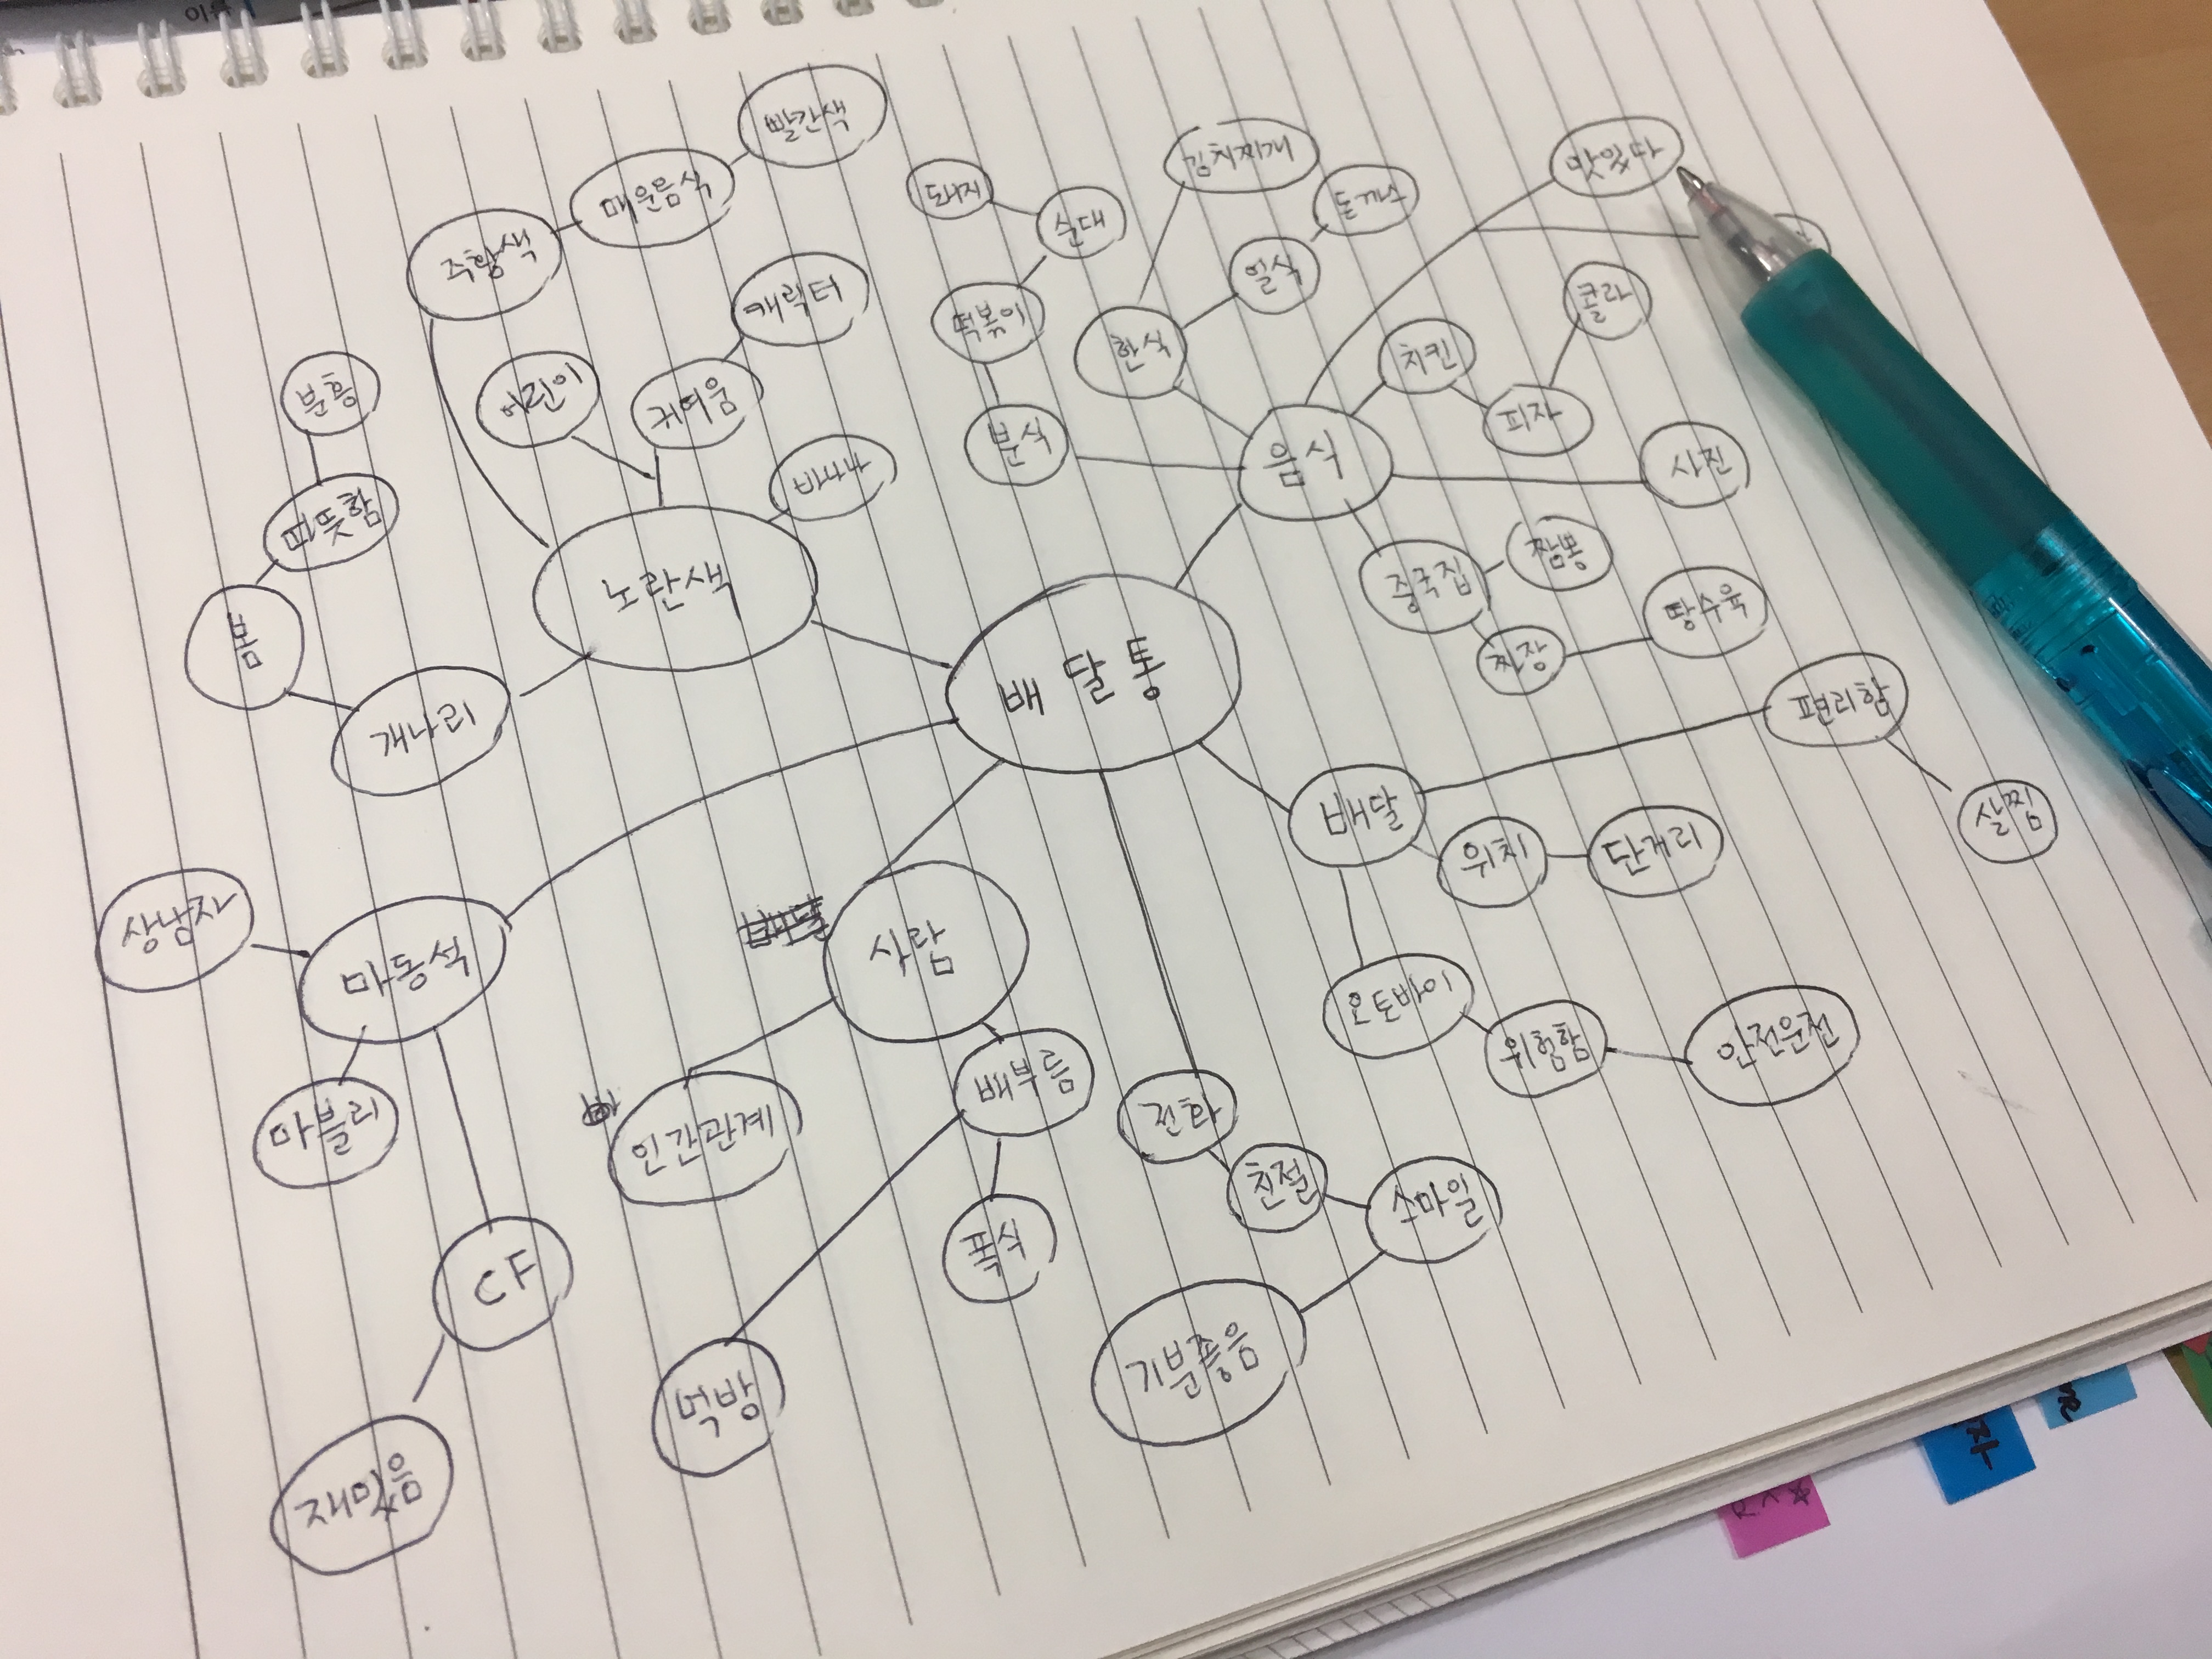 이유
빨간색
매운음식
주황색
돼지
순대
김치찌개
돈까스
맛있다
캐릭터
일식
콜라
떡볶이
한식
치킨
분홍
어린이
귀여움
피자
바나나
분식
음식
사진
따뜻함
노란색
중국집
짬뽕
봄
짜장
탕수육
배달통
개나리
편리함
배달
위치
단거리
살찜
상남자
마동석
사람
오토바이
위험함
안전운전
마블리
인간관계
배부름
전화
친절
스마일
폭식
CF
기분좋음
먹방
재밌음